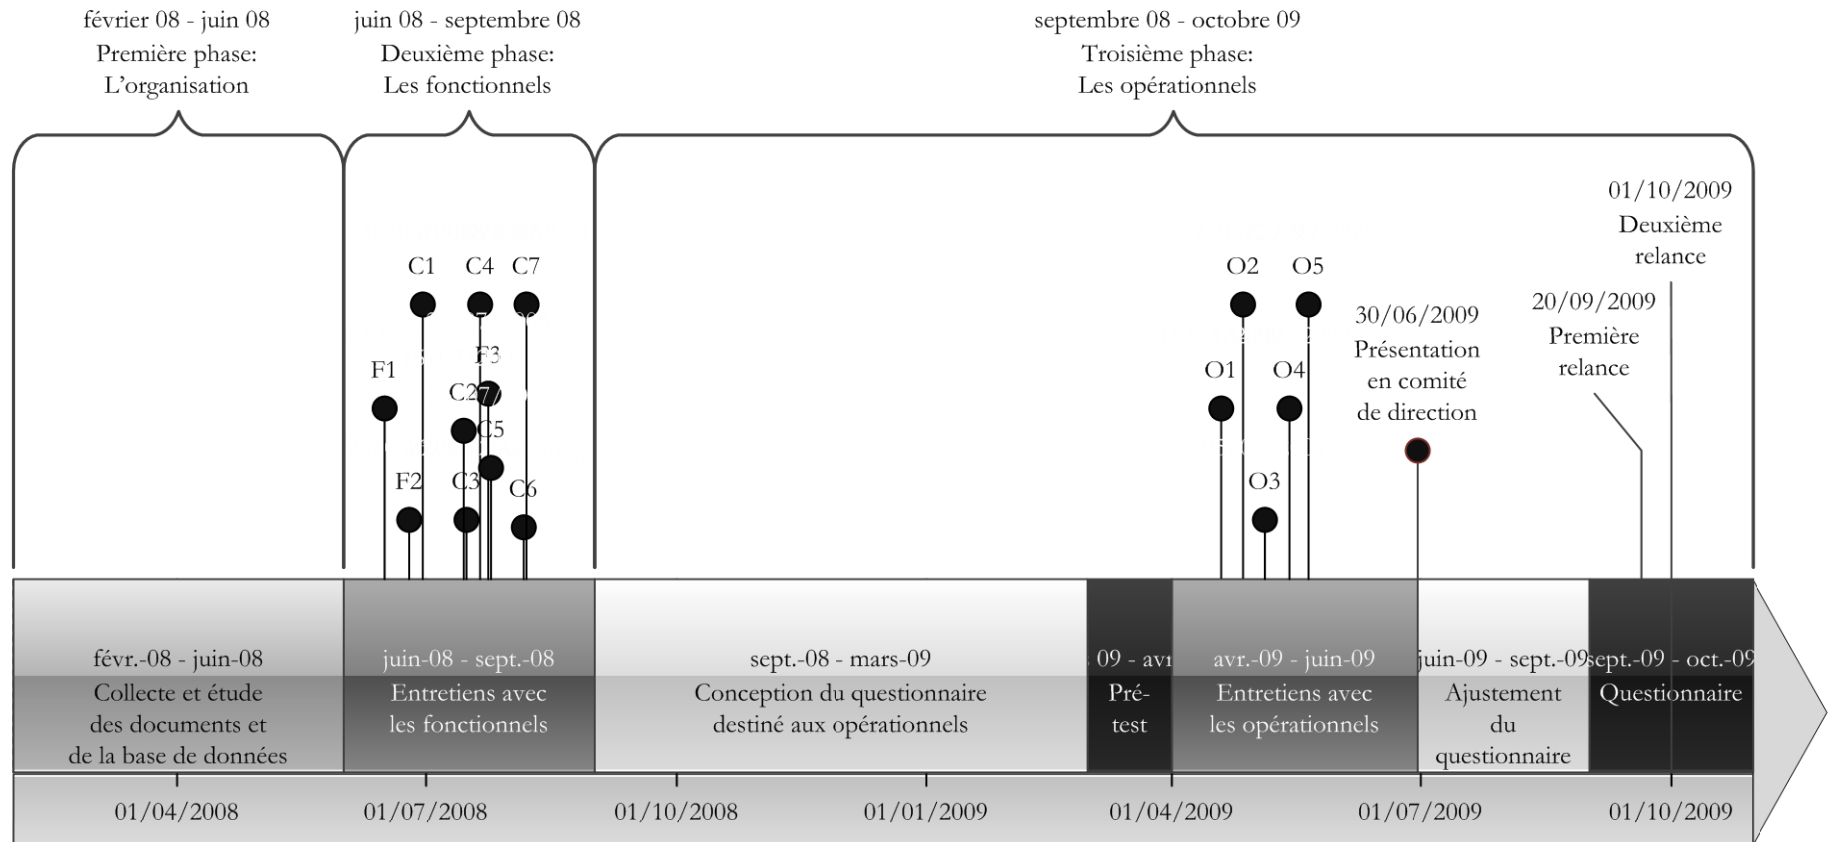 février 08 - juin 08
Première phase:
L'organisation
juin 08 - septembre 08
Deuxième phase:
Les fonctionnels
septembre 08 - octobre 09
Troisième phase:
Les opérationnels
01/10/2009
Deuxième
relance
C1
C4
C7
O2
O5
20/09/2009
Première
relance
30/06/2009
Présentation
en comité
de direction
F3
F1
C2
O1
O4
C5
F2
C3
C6
O3
févr.-08 - juin-08
Collecte et étude
des documents et
de la base de données
juin-08 - sept.-08
Entretiens avec
les fonctionnels
sept.-08 - mars-09
Conception du questionnaire
destiné aux opérationnels
09 - avr
Pré-
test
avr.-09 - juin-09
Entretiens avec
les opérationnels
juin-09 - sept.-09
Ajustement
du
questionnaire
sept.-09 - oct.-09
Questionnaire
01/04/2008
01/07/2008
01/10/2008
01/01/2009
01/04/2009
01/07/2009
01/10/2009